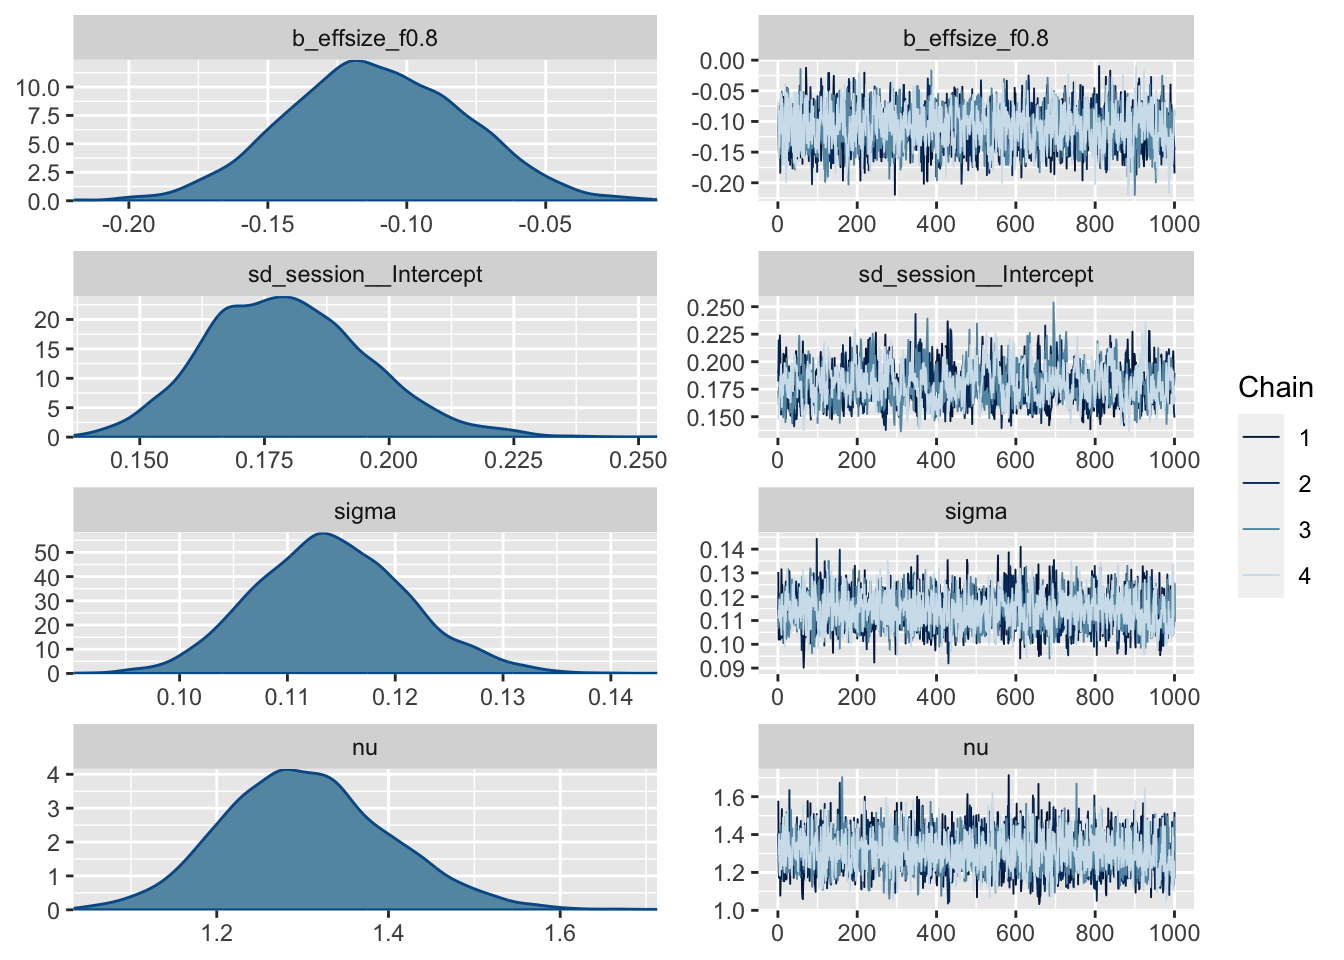 b_effsize_f0.8
10.0
7.5
5.0
2.5
0.0
-0.20 -0.15 -0.10 -0.05
b_effsize_f0.8
0.00
-0.05
-0.10
-0.15
-0.20
0 200 400 600 800 1000
sd_session__Intercept
20
15
10
5
0
0.150 0.175 0.200 0.225 0.250
sd_session__Intercept
0.250
0.225
0.200
0.175
0.150
0 200 400 600 800 1000
sigma
50
40
30
20
10
0
0.10 0.11 0.12 0.13 0.14
sigma
0.14
0.13
0.12
0.11
0.10
0.09
0 200 400 600 800 1000
nu
4
3
2
1
0
1.2 1.4 1.6
nu
1.6
1.4
1.2
1.0
0 200 400 600 800 1000
Chain
1
2
3
4